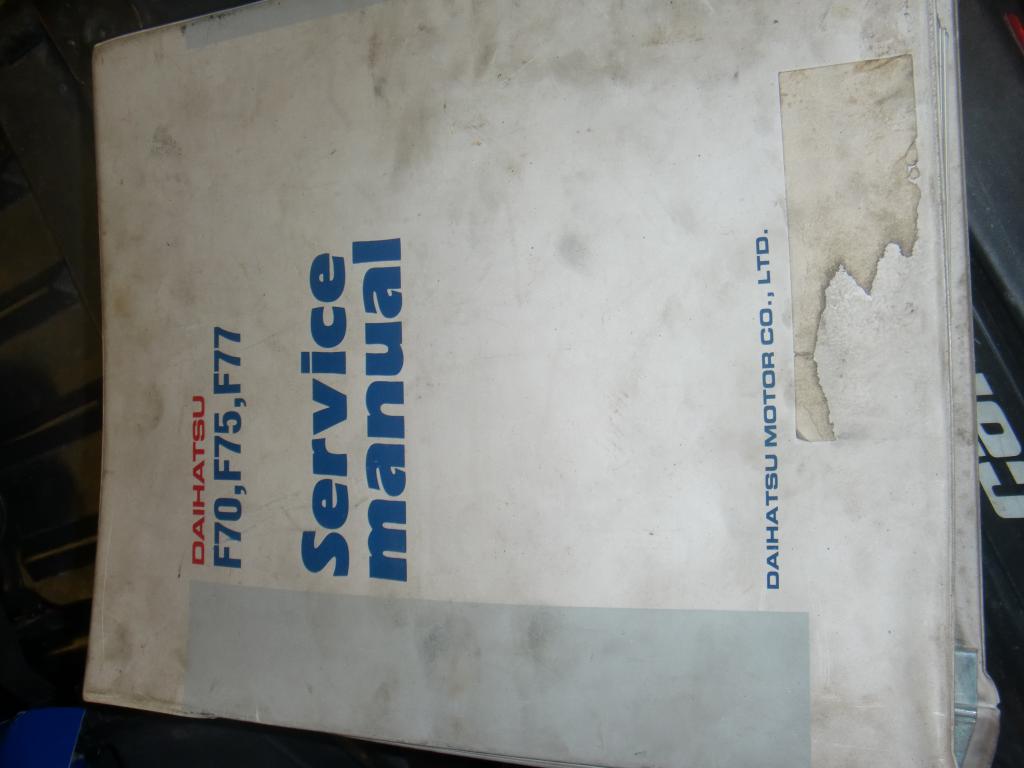 DAIHATSU
F70,F75,F77
Service
manual
DAIHATSU MOTOR CO., LTD.